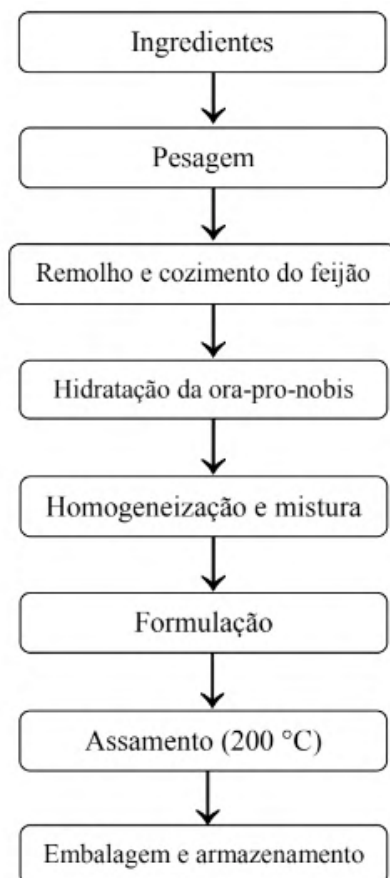 Ingredientes
Pesagem
Remolho e cozimento do feijão
Hidratação da ora-pro-nobis
Homogeneização e mistura
Formulação
Assamento (200 °C)
Embalagem e armazenamento